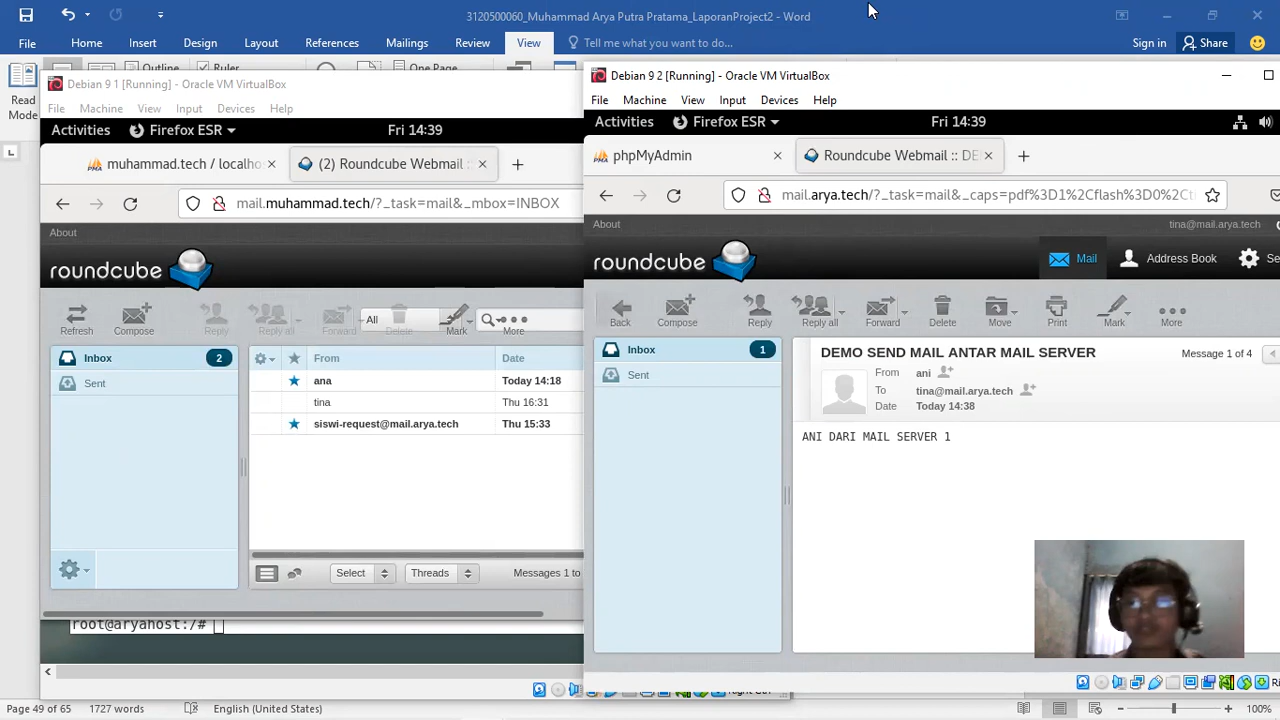 3120500060_Muhammad Arya Putra Pratama_LaporanProject2 - Word
File Home Insert Design Layout References Mailings Review View Tell me what you want to do... Sign in Share
Read Mode
Outline Ruler One Page
Debian 9 1 [Running] - Oracle VM VirtualBox
File Machine View Input Devices Help
Activities Firefox ESR Fri 14:39
muhammad.tech / localho (2) Roundcube Webmail :
mail.muhammad.tech/?_task=mail&_mbox=INBOX
About
roundcube
Refresh Compose Reply Reply all Forward All Delete Mark More
Inbox 2
Sent
From Date
ana Today 14:18
tina Thu 16:31
siswi-request@mail.arya.tech Thu 15:33
Select Threads Messages 1 to
root@aryahost:/#
Debian 9 2 [Running] - Oracle VM VirtualBox
File Machine View Input Devices Help
Activities Firefox ESR Fri 14:39
phpMyAdmin Roundcube Webmail :: DE
mail.arya.tech/?_task=mail&_caps=pdf%3D1%2Cflash%3D0%2Ct
About tina@mail.arya.tech
roundcube Mail Address Book Se
Back Compose Reply Reply all Forward Delete Move Print Mark More
Inbox 1
Sent
DEMO SEND MAIL ANTAR MAIL SERVER Message 1 of 4
From ani
To tina@mail.arya.tech
Date Today 14:38
ANI DARI MAIL SERVER 1
Page 49 of 65 1727 words English (United States) 100%